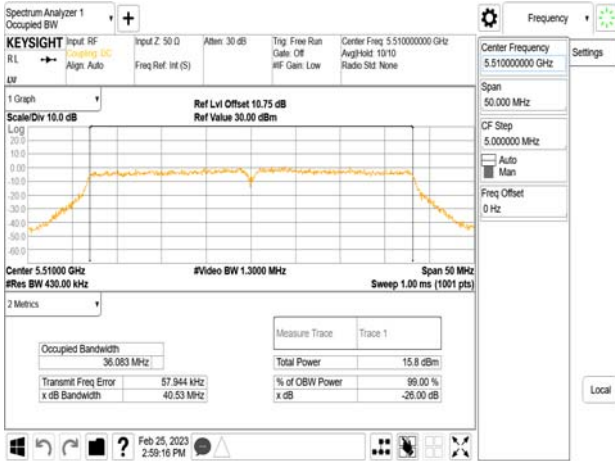 Spectrum Analyzer 1
Occupied BW
Frequency
KEYSIGHT
Input: RF
Input Z: 50 Ω
Atten: 30 dB
Trig: Free Run
Center Freq: 5.510000000 GHz
RL
Coupling: DC
Gate: Off
Avg|Hold: 10/10
Align: Auto
Freq Ref: Int (S)
#IF Gain: Low
Radio Std: None
Center Frequency
5.510000000 GHz
Settings
Span
50.000 MHz
CF Step
5.000000 MHz
Auto
Man
Freq Offset
0 Hz
Local
1 Graph
Ref Lvl Offset 10.75 dB
Scale/Div 10.0 dB
Ref Value 30.00 dBm
Log
20.0
10.0
0.00
-10.0
-20.0
-30.0
-40.0
-50.0
-60.0
Center 5.51000 GHz
#Video BW 1.3000 MHz
Span 50 MHz
#Res BW 430.00 kHz
Sweep 1.00 ms (1001 pts)
2 Metrics
Measure Trace
Trace 1
Occupied Bandwidth
36.083 MHz
Total Power
15.8 dBm
Transmit Freq Error
57.944 kHz
% of OBW Power
99.00 %
x dB Bandwidth
40.53 MHz
x dB
-26.00 dB
?
Feb 25, 2023
2:59:16 PM